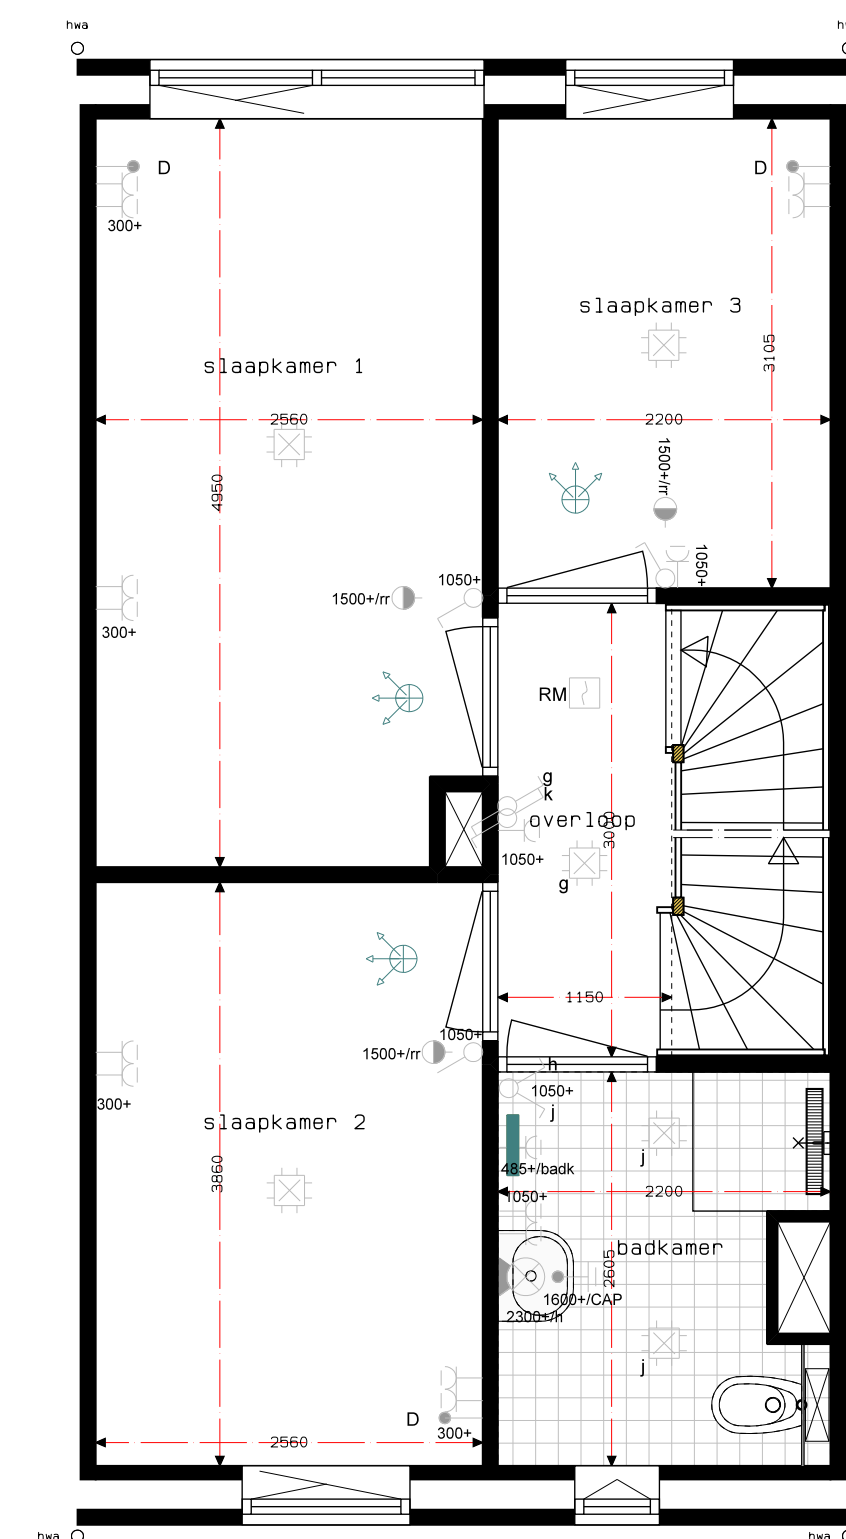 hwa
h
D
D
300+
slaapkamer 3
3105
slaapkamer 1
2560
2200
1500+/rr
4950
1050+
1050+
1500+/rr
300+
RM
g
k
overloop
3000
1050+
g
1150
1050+
1500+/rr
h
1050+
300+
j
slaapkamer 2
j
485+/badk
3860
2200
1050+
badkamer
2605
1600+/CAP
2300+/h
j
D
300+
2560
hwa
hwa